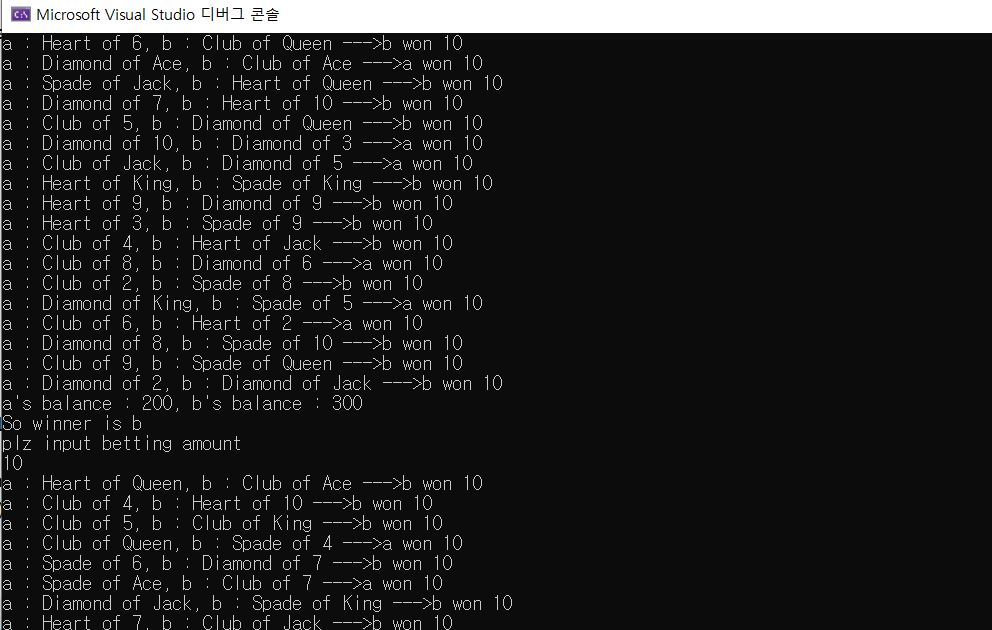 Microsoft Visual Studio 디버그 콘솔
a : Heart of 6, b : Club of Queen --->b won 10
a : Diamond of Ace, b : Club of Ace --->a won 10
a : Spade of Jack, b : Heart of Queen --->b won 10
a : Diamond of 7, b : Heart of 10 --->b won 10
a : Club of 5, b : Diamond of Queen --->b won 10
a : Diamond of 10, b : Diamond of 3 --->a won 10
a : Club of Jack, b : Diamond of 5 --->a won 10
a : Heart of King, b : Spade of King --->b won 10
a : Heart of 9, b : Diamond of 9 --->b won 10
a : Heart of 3, b : Spade of 9 --->b won 10
a : Club of 4, b : Heart of Jack --->b won 10
a : Club of 8, b : Diamond of 6 --->a won 10
a : Club of 2, b : Spade of 8 --->b won 10
a : Diamond of King, b : Spade of 5 --->a won 10
a : Club of 6, b : Heart of 2 --->a won 10
a : Diamond of 8, b : Spade of 10 --->b won 10
a : Club of 9, b : Spade of Queen --->b won 10
a : Diamond of 2, b : Diamond of Jack --->b won 10
a's balance : 200, b's balance : 300
So winner is b
plz input betting amount
10
a : Heart of Queen, b : Club of Ace --->b won 10
a : Club of 4, b : Heart of 10 --->b won 10
a : Club of 5, b : Club of King --->b won 10
a : Club of Queen, b : Spade of 4 --->a won 10
a : Spade of 6, b : Diamond of 7 --->b won 10
a : Spade of Ace, b : Club of 7 --->a won 10
a : Diamond of Jack, b : Spade of King --->b won 10
a : Heart of 7, b : Club of Jack --->b won 10